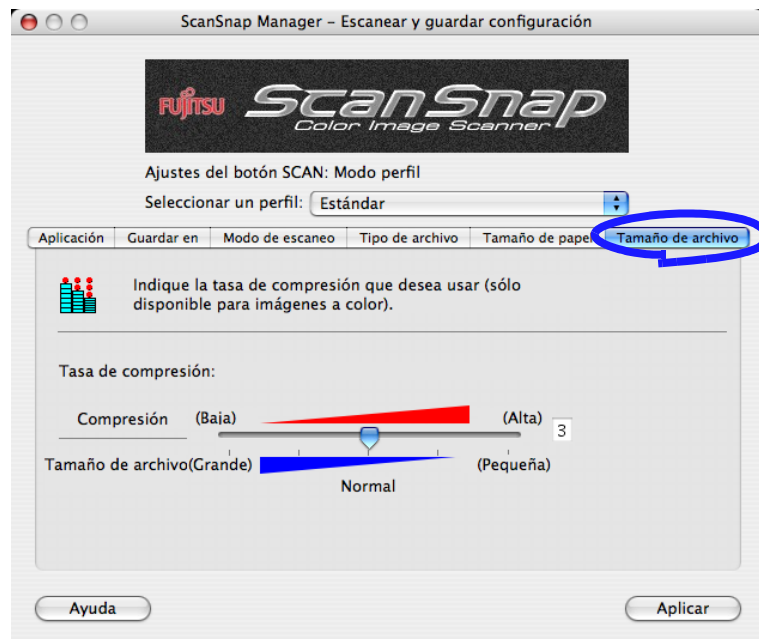 ScanSnap Manager – Escanear y guardar configuración
FUJITSU ScanSnap
Color Image Scanner
Ajustes del botón SCAN: Modo perfil
Seleccionar un perfil: Estándar
Aplicación Guardar en Modo de escaneo Tipo de archivo Tamaño de papel Tamaño de archivo
Indique la tasa de compresión que desea usar (sólo
disponible para imágenes a color).
Tasa de compresión:
Compresión (Baja) (Alta) 3
Tamaño de archivo(Grande) (Pequeña)
Normal
Ayuda Aplicar